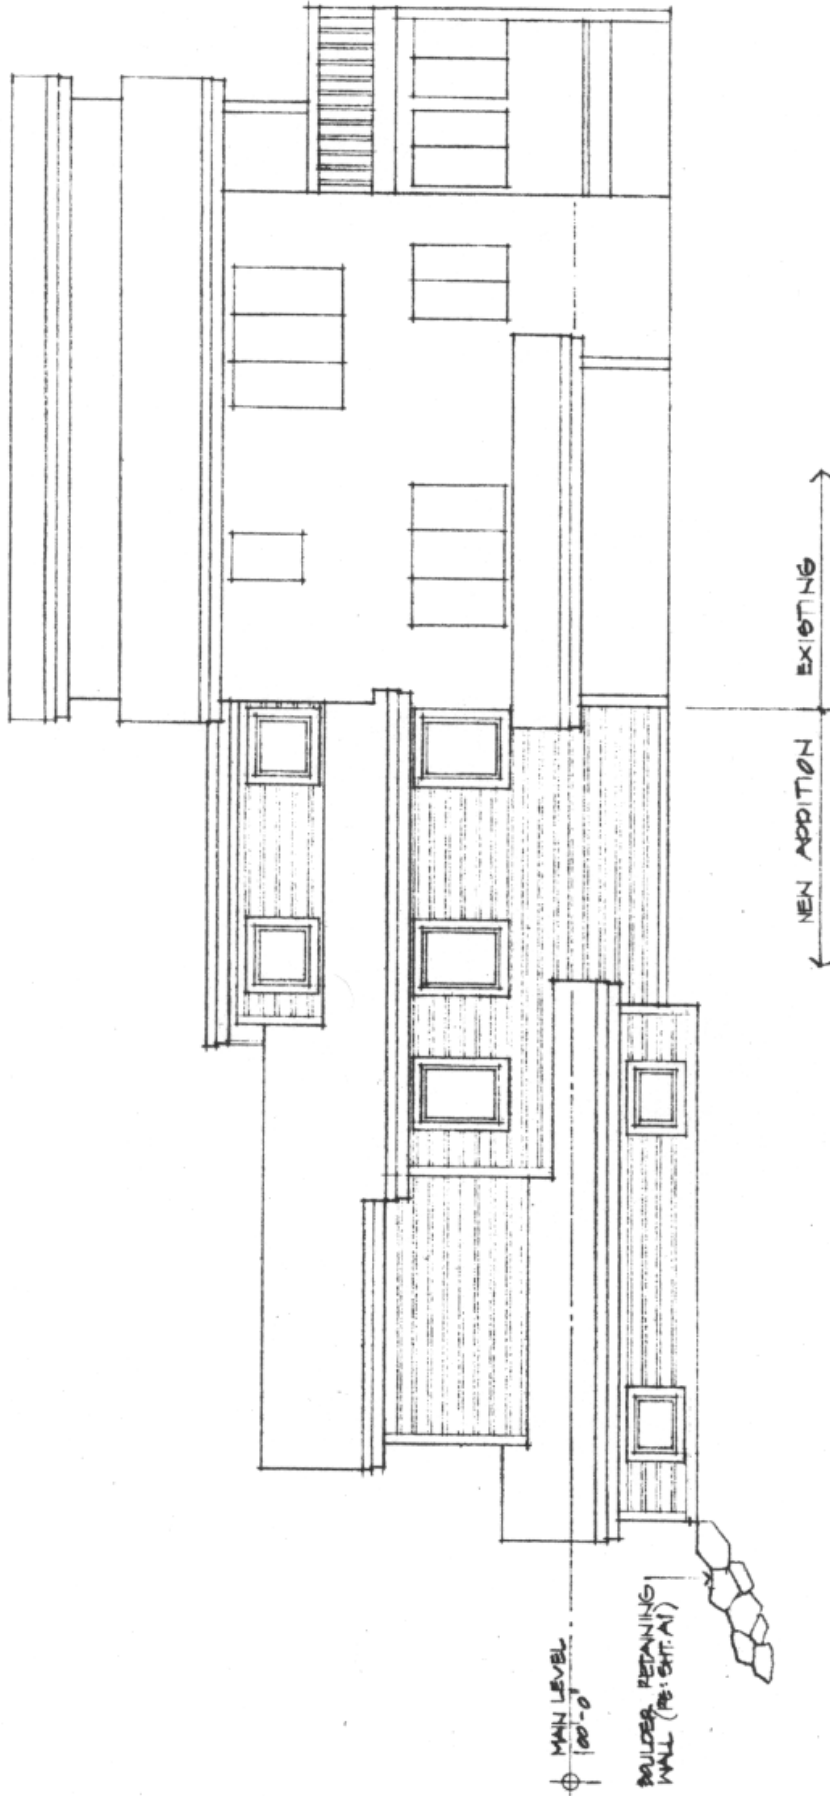 MAIN LEVEL
100'-0"
BOULDER RETAINING
WALL (RE: SHT. A1)
NEW ADDITION
EXISTING